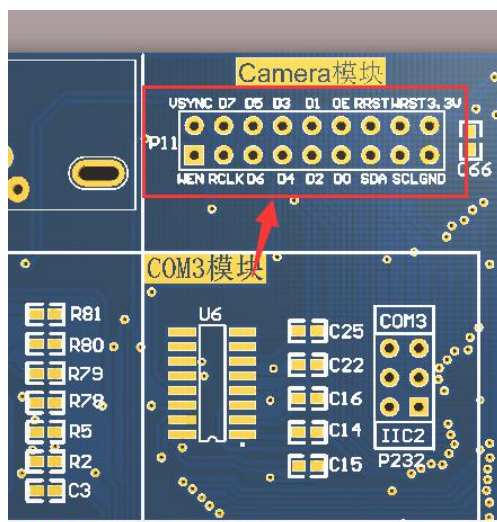 Camera模块
VSYNC D7 D5 D3 D1 OE RRST WRST 3.3V
P11
WEN RCLK D6 D4 D2 D0 SDA SCL GND
C66
COM3模块
U6
R81
R80
R79
R78
R5
R2
C3
C25
C22
C16
C14
C15
COM3
IIC2
P232